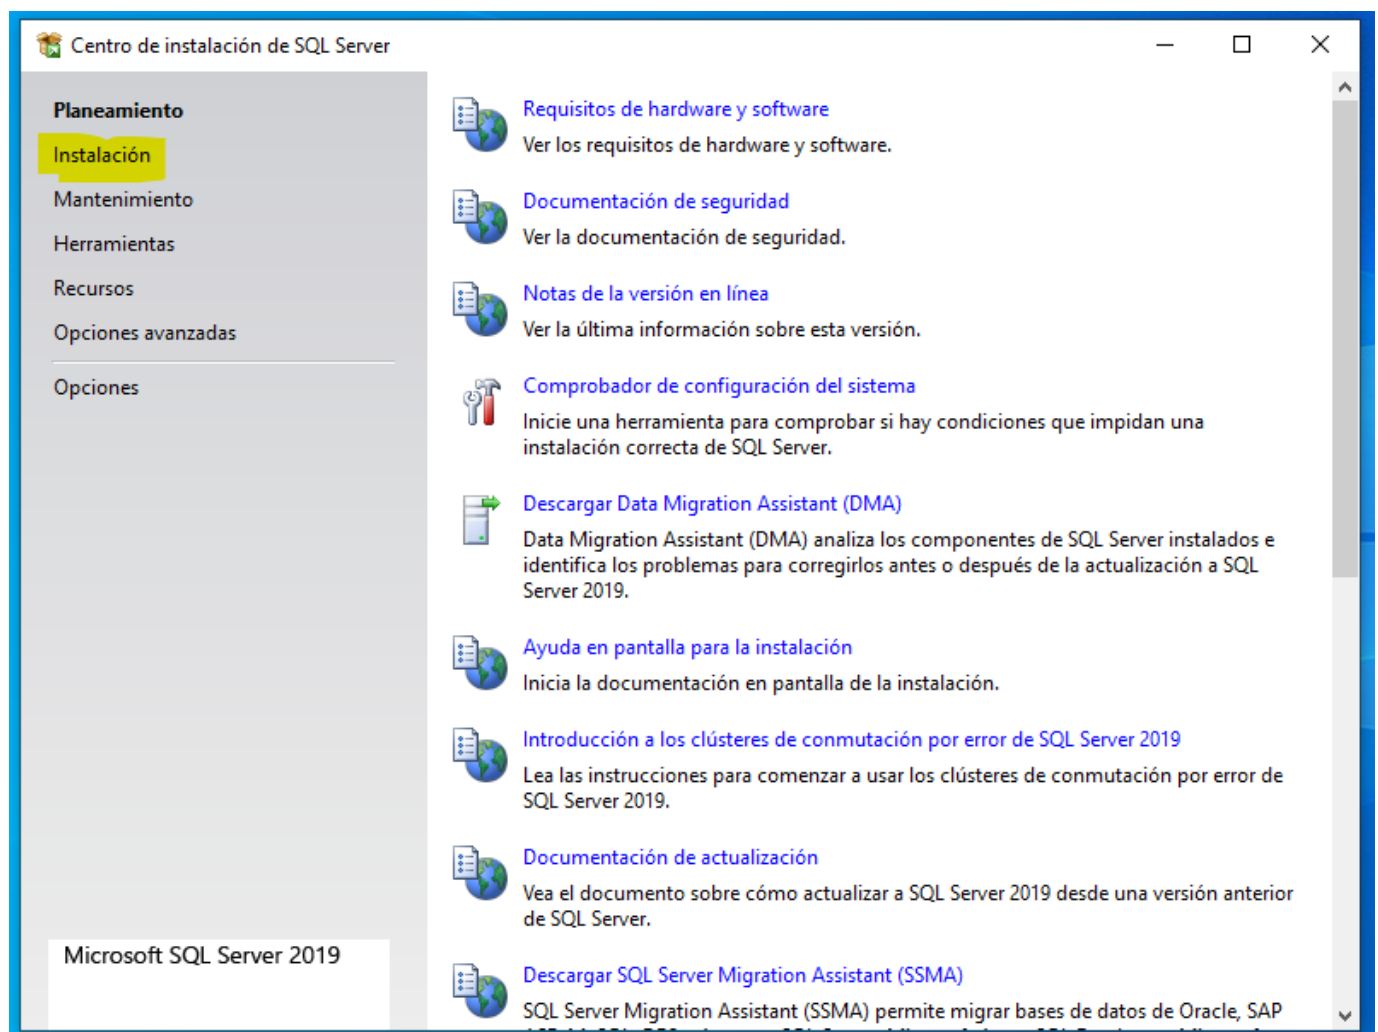 Centro de instalación de SQL Server
Planeamiento
Instalación
Mantenimiento
Herramientas
Recursos
Opciones avanzadas
Opciones
Microsoft SQL Server 2019
Requisitos de hardware y software
Ver los requisitos de hardware y software.
Documentación de seguridad
Ver la documentación de seguridad.
Notas de la versión en línea
Ver la última información sobre esta versión.
Comprobador de configuración del sistema
Inicie una herramienta para comprobar si hay condiciones que impidan una
instalación correcta de SQL Server.
Descargar Data Migration Assistant (DMA)
Data Migration Assistant (DMA) analiza los componentes de SQL Server instalados e
identifica los problemas para corregirlos antes o después de la actualización a SQL
Server 2019.
Ayuda en pantalla para la instalación
Inicia la documentación en pantalla de la instalación.
Introducción a los clústeres de conmutación por error de SQL Server 2019
Lea las instrucciones para comenzar a usar los clústeres de conmutación por error de
SQL Server 2019.
Documentación de actualización
Vea el documento sobre cómo actualizar a SQL Server 2019 desde una versión anterior
de SQL Server.
Descargar SQL Server Migration Assistant (SSMA)
SQL Server Migration Assistant (SSMA) permite migrar bases de datos de Oracle, SAP